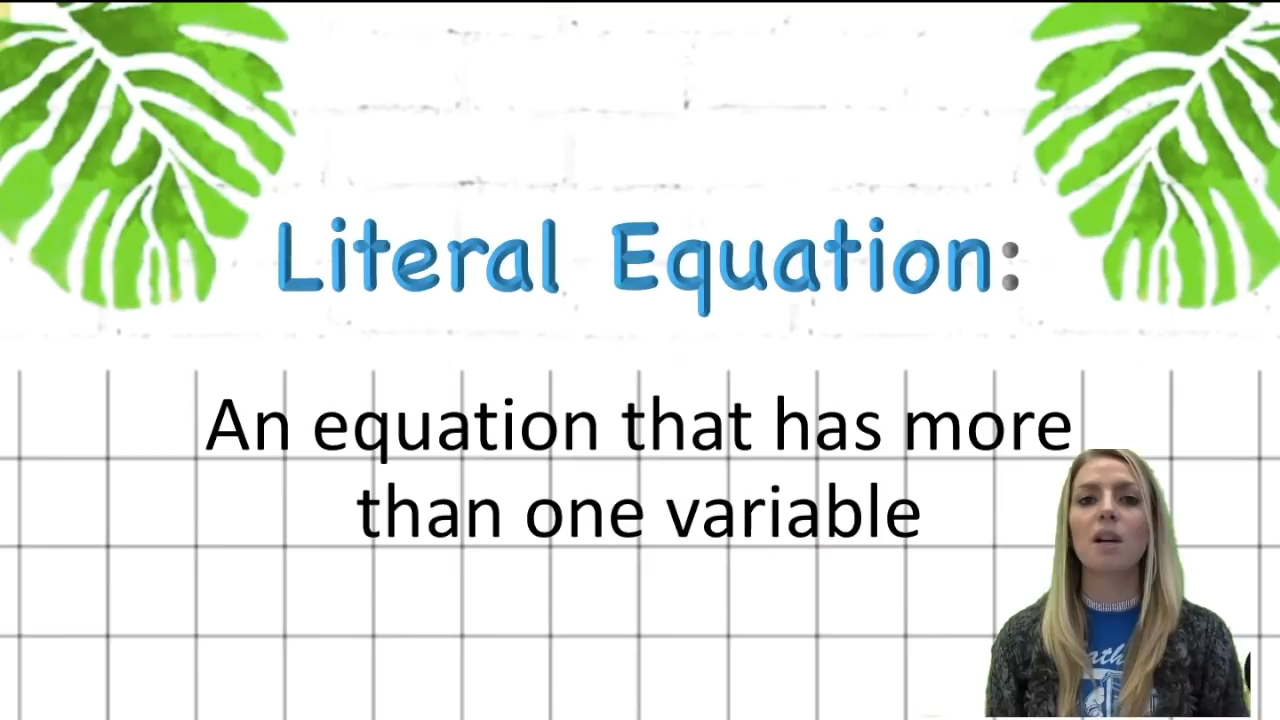 Literal Equation:
An equation that has more
than one variable